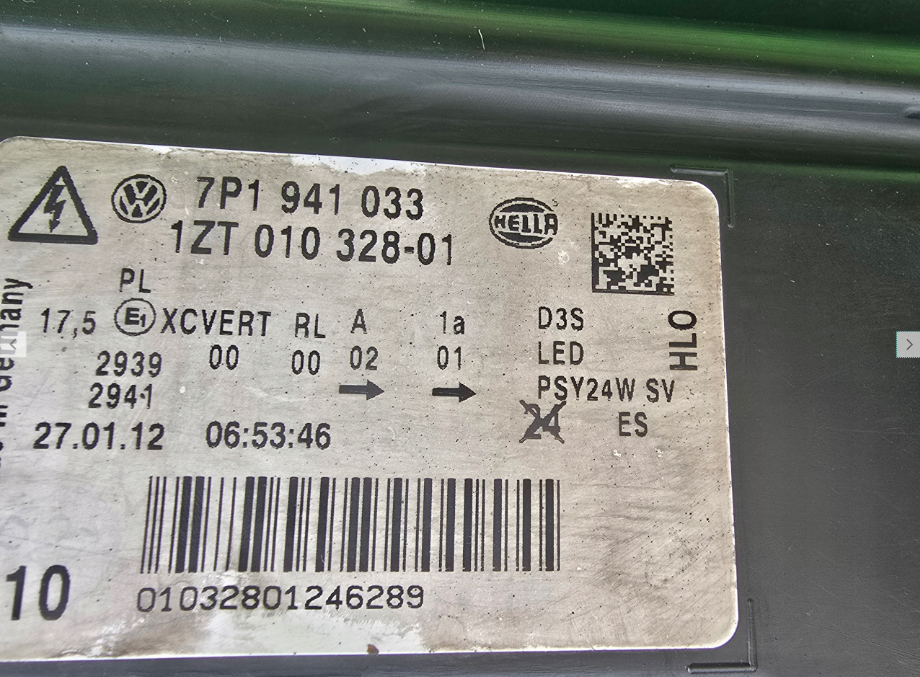 7P1 941 033
1ZT 010 328-01
HELLA
PL
17,5 E1 XCVERT RL A 1a D3S
2939 00 00 02 01 LED
2941 → → PSY24W SV
24 ES
HLO
27.01.12 06:53:46
01032801246289
10